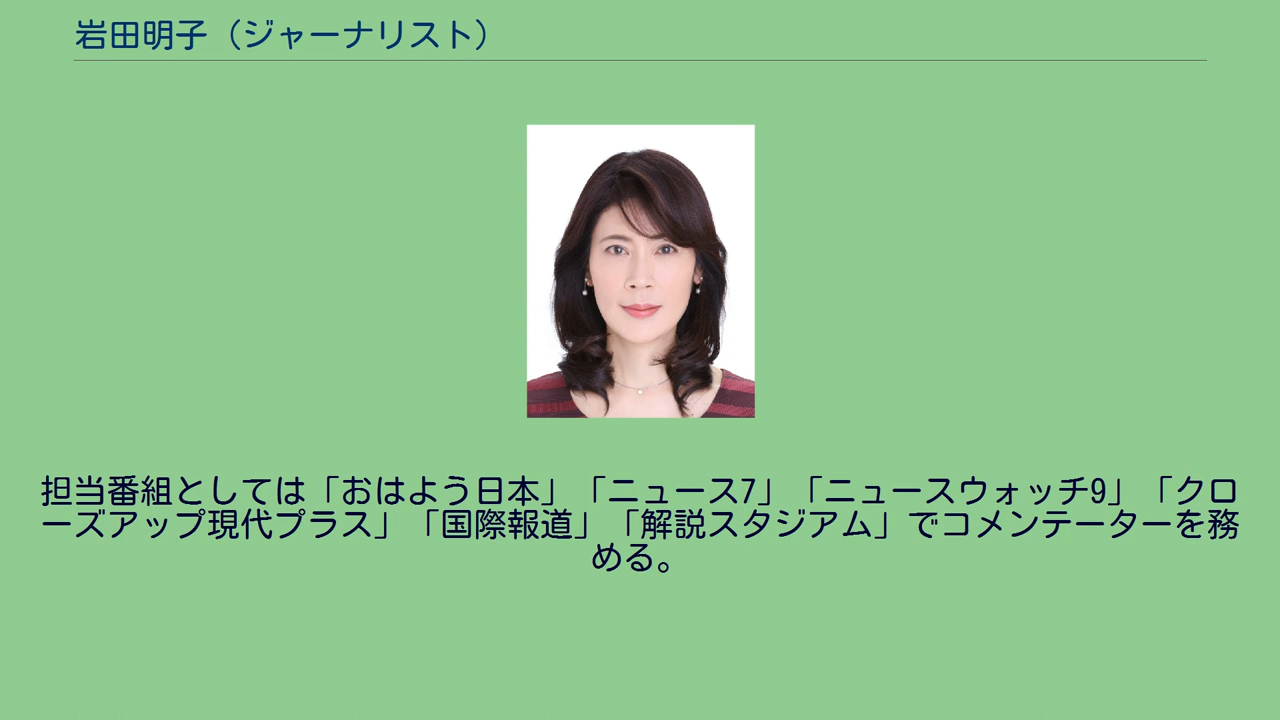 岩田明子（ジャーナリスト）
担当番組としては「おはよう日本」「ニュース7」「ニュースウォッチ9」「クロ
ーズアップ現代プラス」「国際報道」「解説スタジアム」でコメンテーターを務
める。